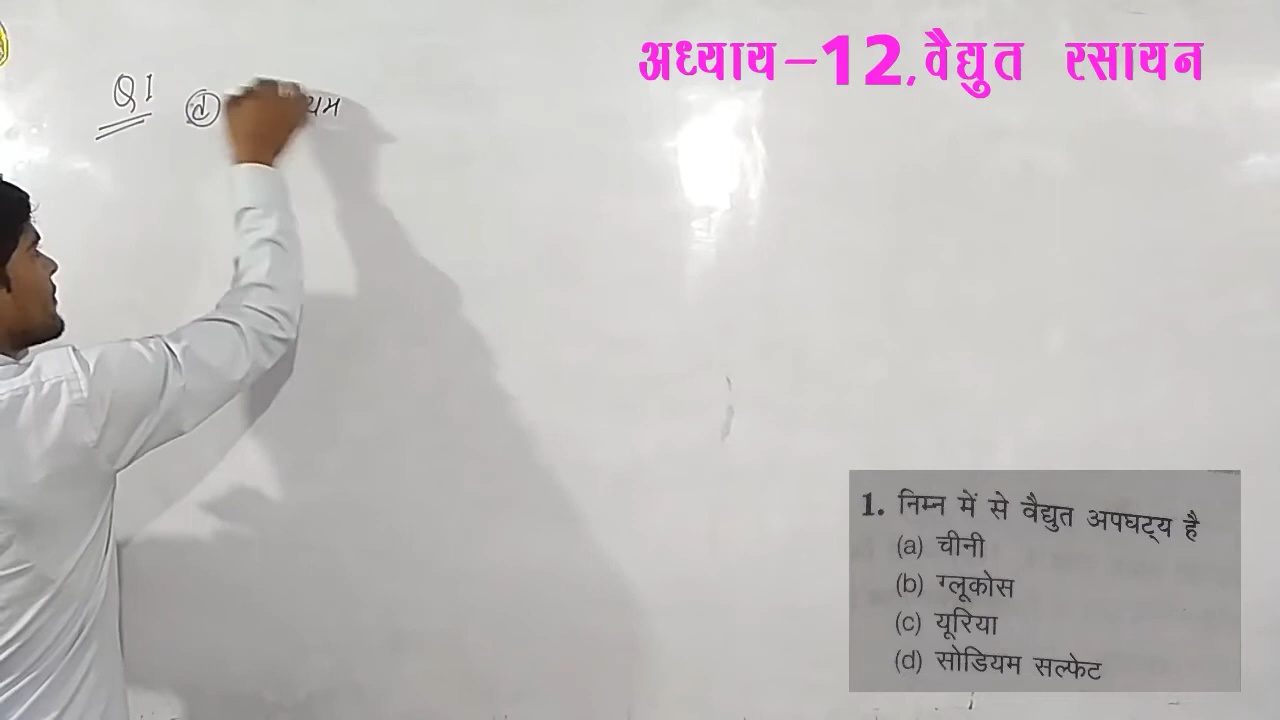 अध्याय-12, वैद्युत रसायन
Q1 (d)
1. निम्न में से वैद्युत अपघट्य है
(a) चीनी
(b) ग्लूकोस
(c) यूरिया
(d) सोडियम सल्फेट